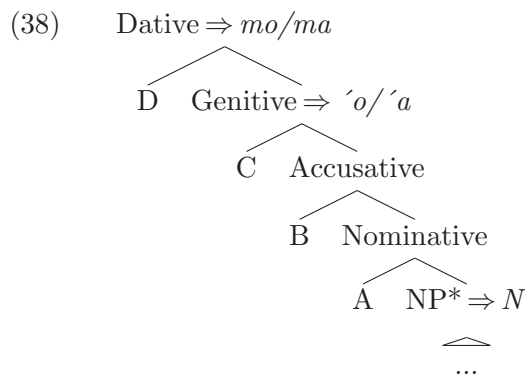 (38) Dative ⇒ mo/ma
D Genitive ⇒ ´o/´a
C Accusative
B Nominative
A NP* ⇒ N
...